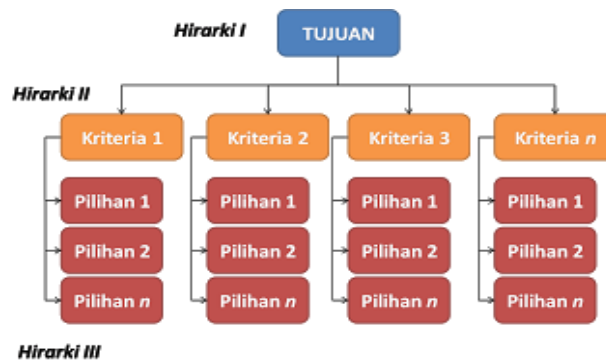 Hirarki I
TUJUAN
Hirarki II
Kriteria 1 Kriteria 2 Kriteria 3 Kriteria n
Pilihan 1 Pilihan 1 Pilihan 1 Pilihan 1
Pilihan 2 Pilihan 2 Pilihan 2 Pilihan 2
Pilihan n Pilihan n Pilihan n Pilihan n
Hirarki III